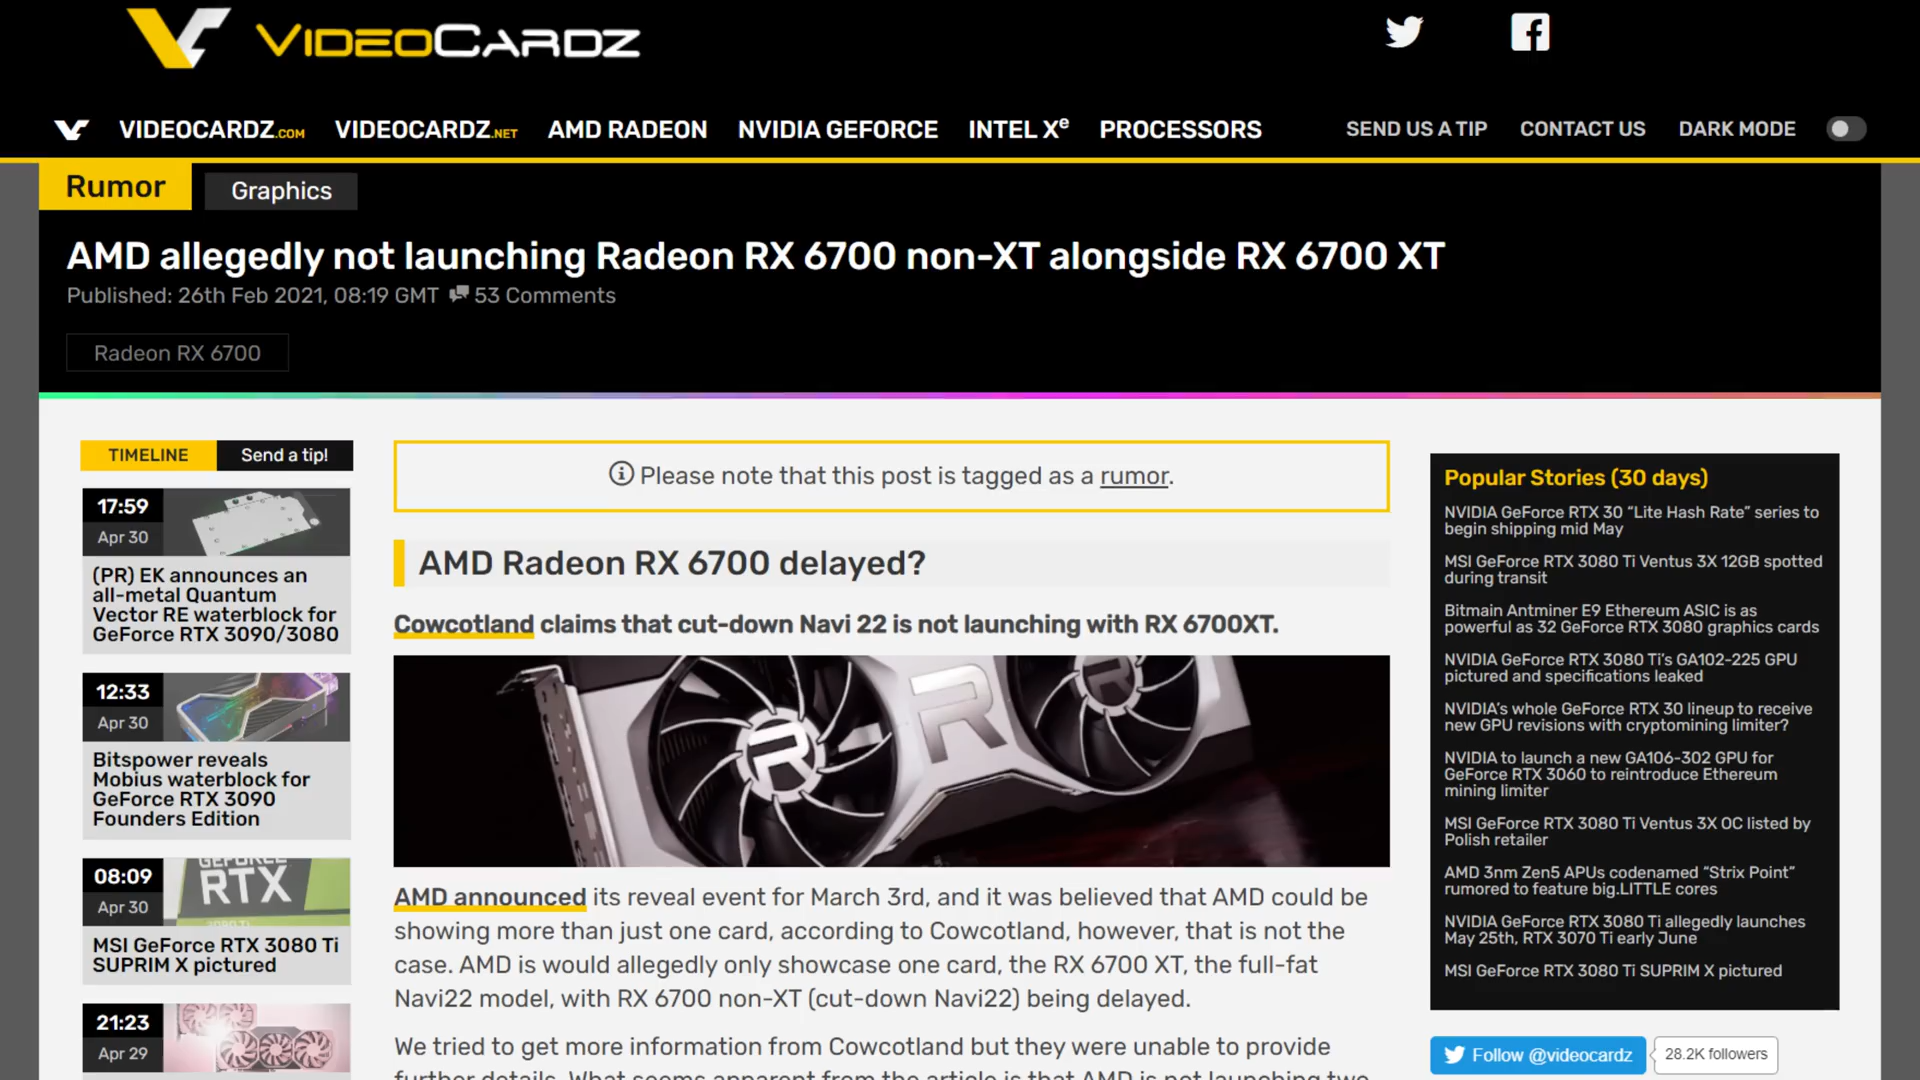 VIDEOCARDZ
VIDEOCARDZ.COM VIDEOCARDZ.NET AMD RADEON NVIDIA GEFORCE INTEL Xe PROCESSORS SEND US A TIP CONTACT US DARK MODE
Rumor Graphics
AMD allegedly not launching Radeon RX 6700 non-XT alongside RX 6700 XT
Published: 26th Feb 2021, 08:19 GMT 53 Comments
Radeon RX 6700
TIMELINE Send a tip!
17:59
Apr 30
(PR) EK announces an
all-metal Quantum
Vector RE waterblock for
GeForce RTX 3090/3080
12:33
Apr 30
Bitspower reveals
Mobius waterblock for
GeForce RTX 3090
Founders Edition
08:09
Apr 30
GEFORCE
RTX
MSI GeForce RTX 3080 Ti
SUPRIM X pictured
21:23
Apr 29
Please note that this post is tagged as a rumor.
AMD Radeon RX 6700 delayed?
Cowcotland claims that cut-down Navi 22 is not launching with RX 6700XT.
R
R
R
AMD announced its reveal event for March 3rd, and it was believed that AMD could be
showing more than just one card, according to Cowcotland, however, that is not the
case. AMD is would allegedly only showcase one card, the RX 6700 XT, the full-fat
Navi22 model, with RX 6700 non-XT (cut-down Navi22) being delayed.
We tried to get more information from Cowcotland but they were unable to provide
further details. What seems apparent from the article is that AMD is not launching two
Popular Stories (30 days)
NVIDIA GeForce RTX 30 “Lite Hash Rate” series to
begin shipping mid May
MSI GeForce RTX 3080 Ti Ventus 3X 12GB spotted
during transit
Bitmain Antminer E9 Ethereum ASIC is as
powerful as 32 GeForce RTX 3080 graphics cards
NVIDIA GeForce RTX 3080 Ti’s GA102-225 GPU
pictured and specifications leaked
NVIDIA’s whole GeForce RTX 30 lineup to receive
new GPU revisions with cryptomining limiter?
NVIDIA to launch a new GA106-302 GPU for
GeForce RTX 3060 to reintroduce Ethereum
mining limiter
MSI GeForce RTX 3080 Ti Ventus 3X OC listed by
Polish retailer
AMD 3nm Zen5 APUs codenamed “Strix Point”
rumored to feature big.LITTLE cores
NVIDIA GeForce RTX 3080 Ti allegedly launches
May 25th, RTX 3070 Ti early June
MSI GeForce RTX 3080 Ti SUPRIM X pictured
Follow @videocardz 28.2K followers